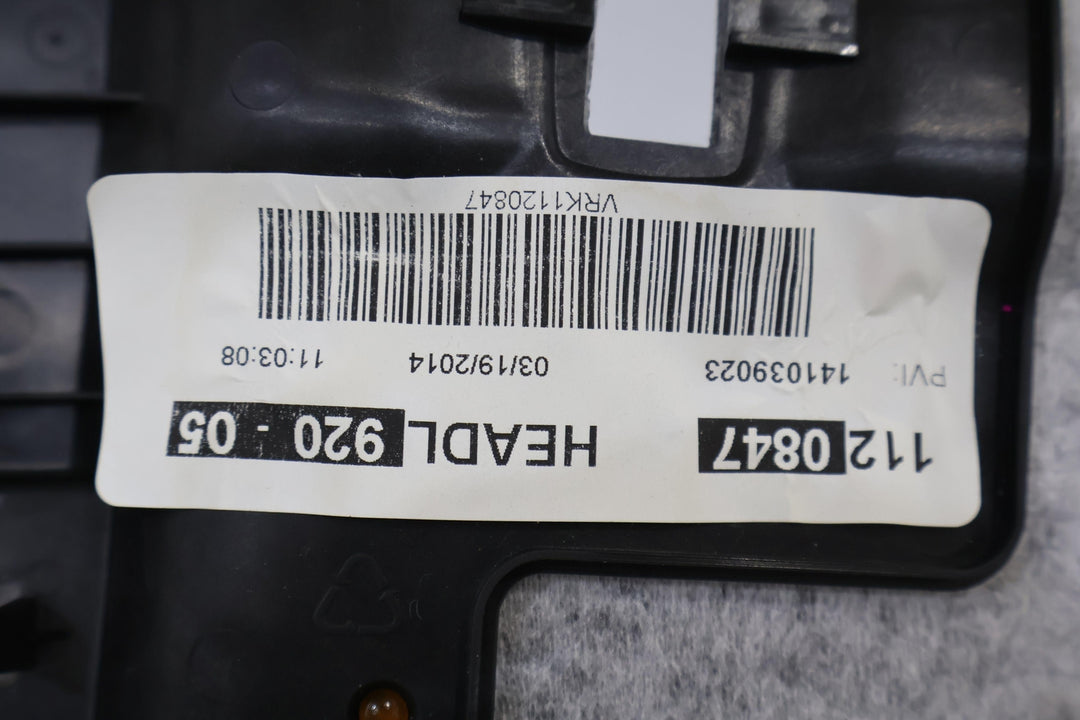 112 0847 HEADL 920 - 05
PVI: 141039023 03/19/2014 11:03:08
VRK1120847